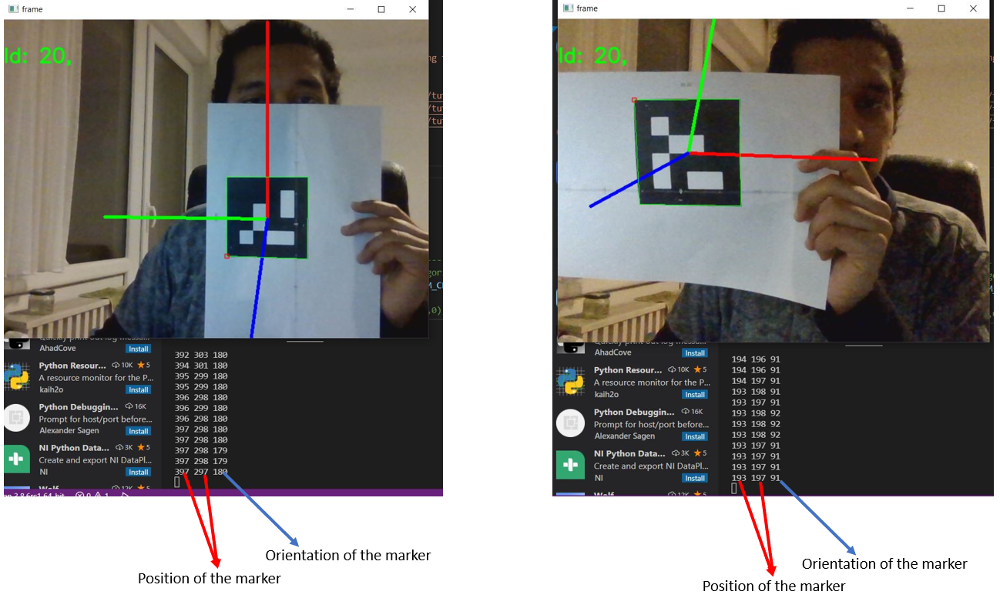 frame
Id: 20,
AhadCove
Install
Python Resour... 10K 5
A resource monitor for the P...
kaih2o
Install
Python Debuggin... 16K
Prompt for host/port before...
Alexander Sagen
Install
NI Python Data... 3K 5
Create and export NI DataPl...
NI
Install
392 303 180
394 301 180
395 299 180
395 299 180
396 298 180
396 299 180
396 298 180
397 298 180
397 298 180
397 298 179
397 298 179
397 297 180
Orientation of the marker
Position of the marker
frame
Id: 20,
AhadCove
Install
Python Resour... 10K 5
A resource monitor for the P...
kaih2o
Install
Python Debuggin... 16K
Prompt for host/port before...
Alexander Sagen
Install
NI Python Data... 3K 5
Create and export NI DataPl...
NI
Install
194 196 91
194 196 91
194 197 91
193 198 91
193 197 91
193 198 92
193 198 92
193 198 92
193 197 91
193 197 91
193 197 91
193 197 91
Orientation of the marker
Position of the marker